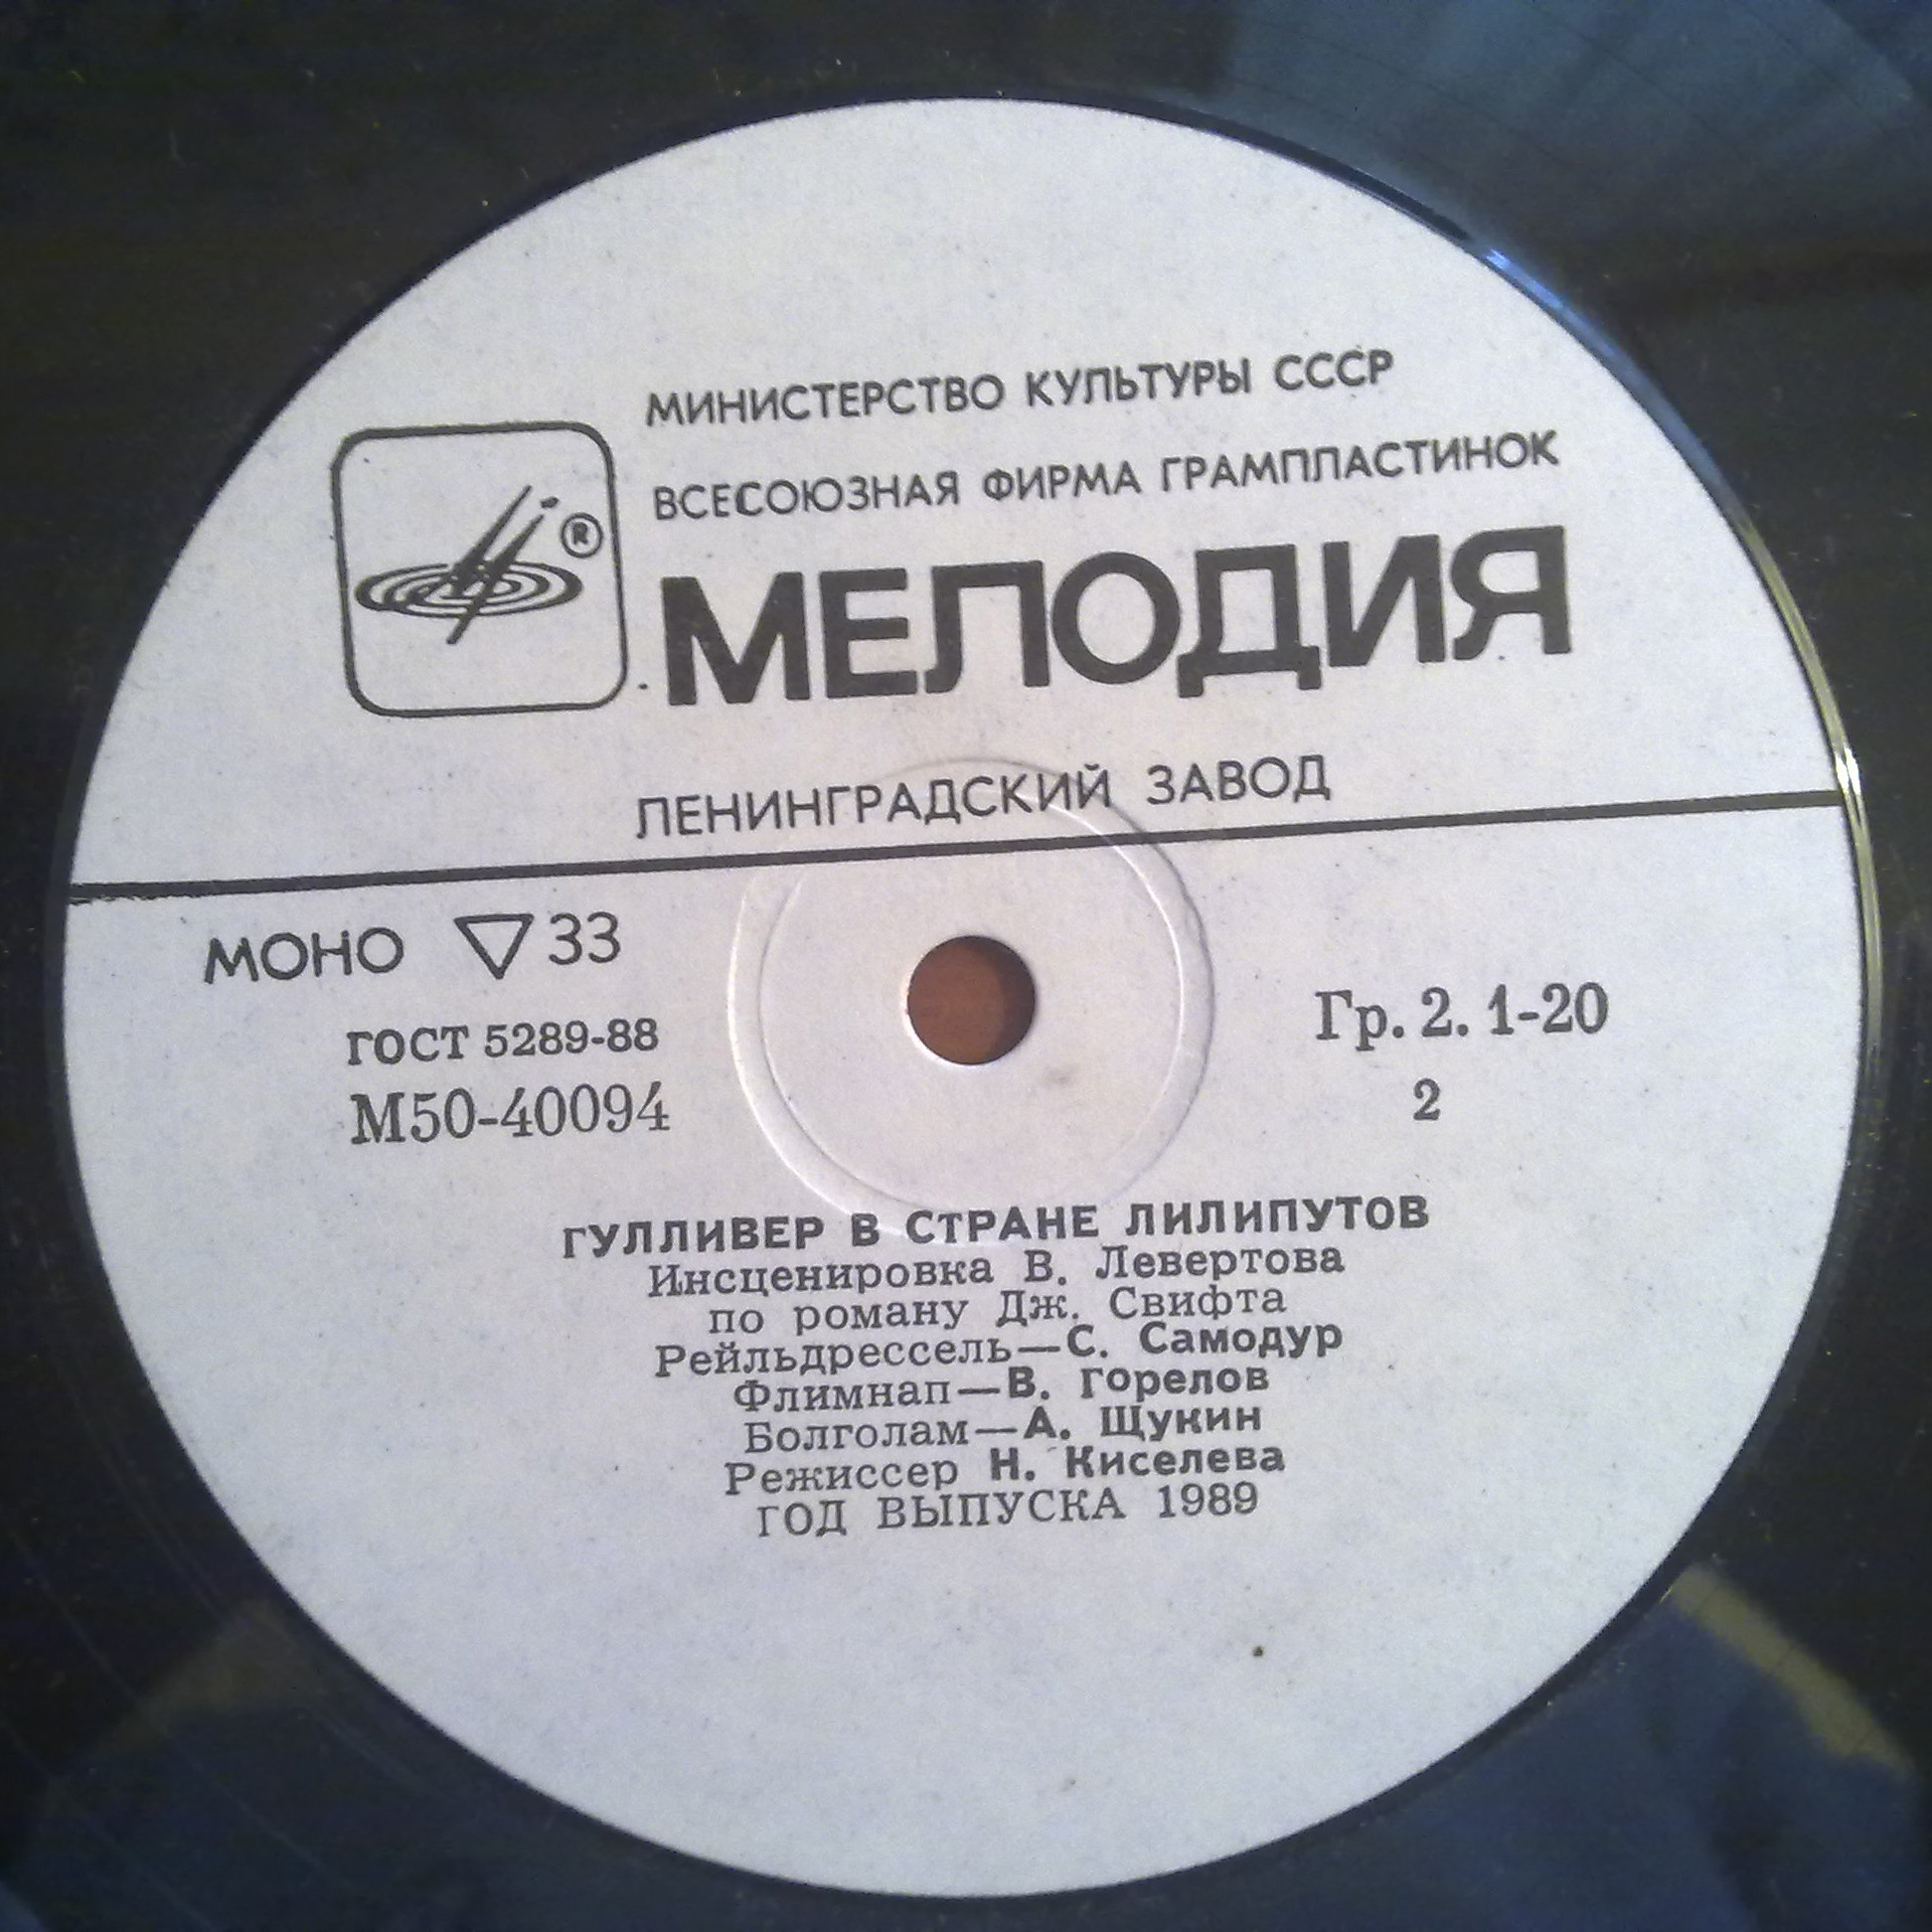 МИНИСТЕРСТВО КУЛЬТУРЫ СССР
ВСЕСОЮЗНАЯ ФИРМА ГРАМПЛАСТИНОК
®
МЕЛОДИЯ
ЛЕНИНГРАДСКИЙ ЗАВОД
МОНО ▽ 33
ГОСТ 5289-88
М50-40094
Гр. 2. 1-20
2
ГУЛЛИВЕР В СТРАНЕ ЛИЛИПУТОВ
Инсценировка В. Левертова
по роману Дж. Свифта
Рейльдрессель—С. Самодур
Флимнап—В. Горелов
Болголам—А. Щукин
Режиссер Н. Киселева
ГОД ВЫПУСКА 1989